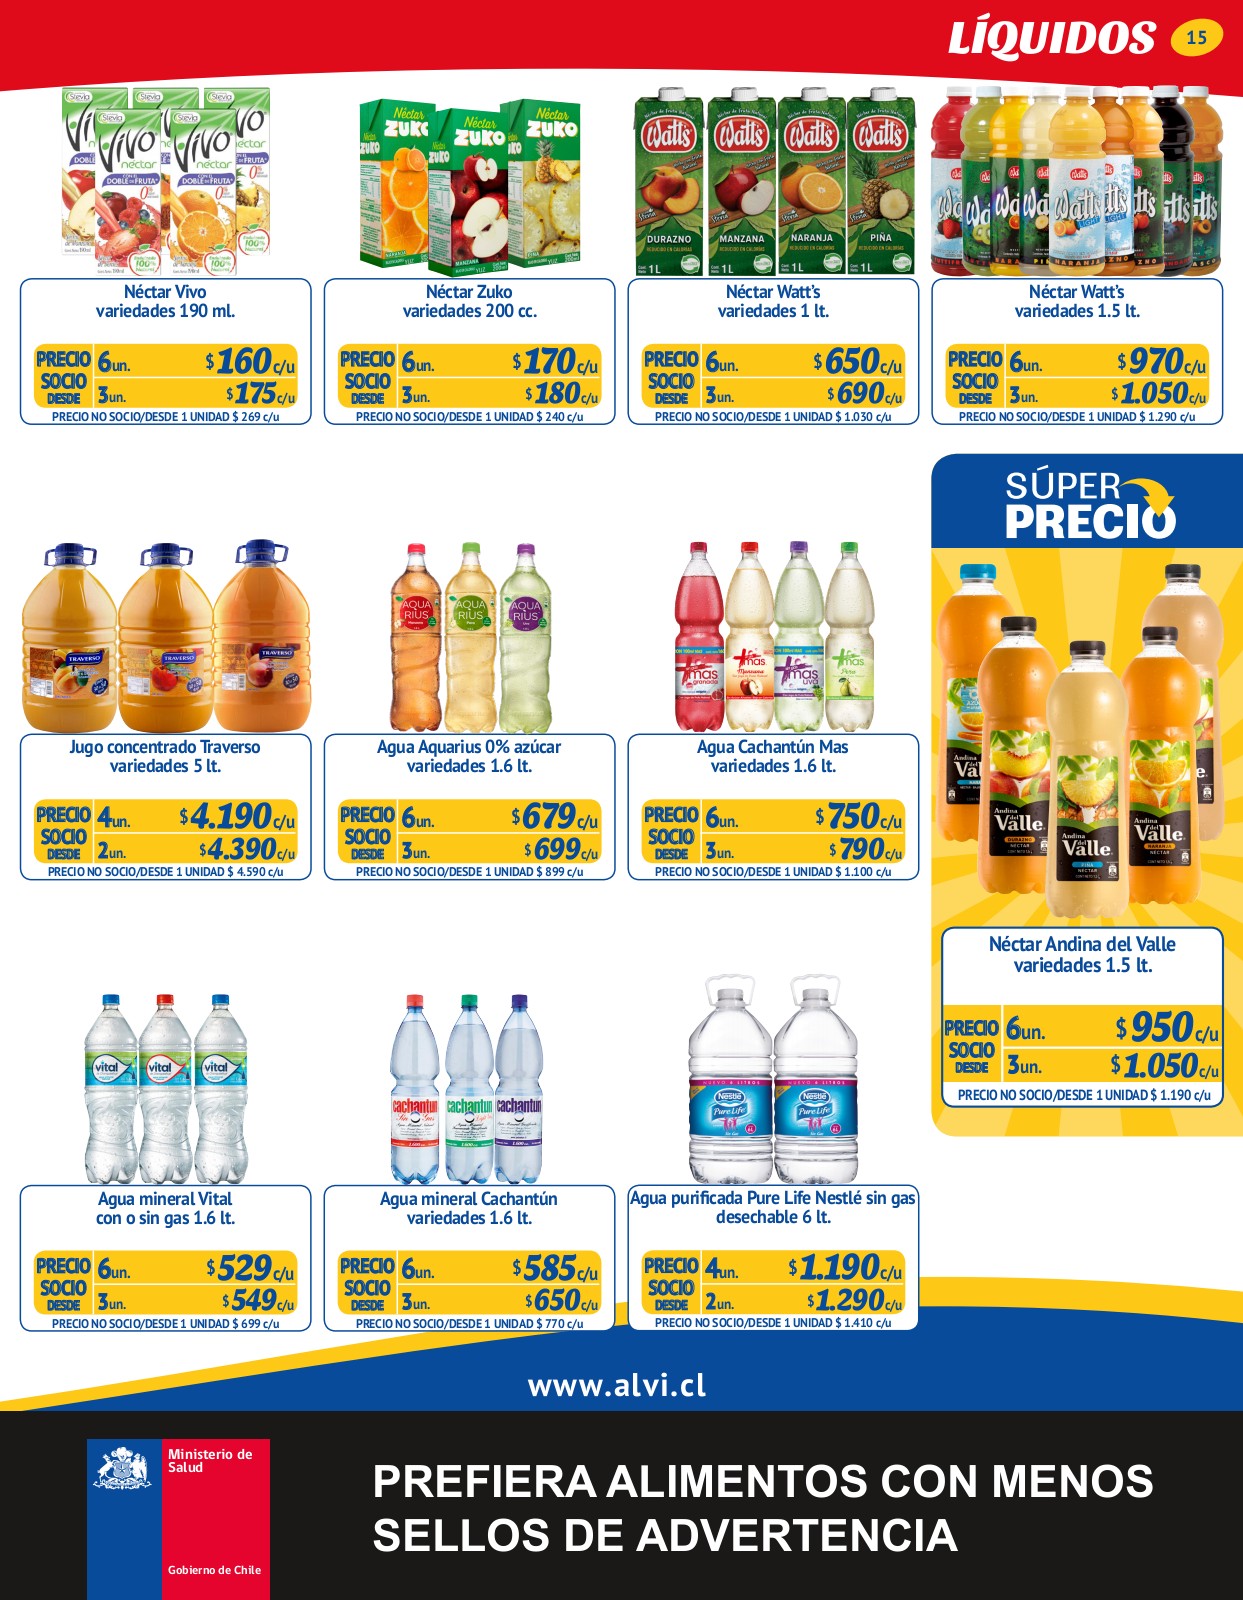 LÍQUIDOS 15
Néctar Vivo
variedades 190 ml.
PRECIO SOCIO DESDE
6un. $160c/u
3un. $175c/u
PRECIO NO SOCIO/DESDE 1 UNIDAD $ 269 c/u
Néctar Zuko
variedades 200 cc.
PRECIO SOCIO DESDE
6un. $170c/u
3un. $180c/u
PRECIO NO SOCIO/DESDE 1 UNIDAD $ 240 c/u
DURAZNO
MANZANA
NARANJA
PIÑA
Néctar Watt's
variedades 1 lt.
PRECIO SOCIO DESDE
6un. $650c/u
3un. $690c/u
PRECIO NO SOCIO/DESDE 1 UNIDAD $ 1.030 c/u
Néctar Watt's
variedades 1.5 lt.
PRECIO SOCIO DESDE
6un. $970c/u
3un. $1.050c/u
PRECIO NO SOCIO/DESDE 1 UNIDAD $ 1.290 c/u
Jugo concentrado Traverso
variedades 5 lt.
PRECIO SOCIO DESDE
4un. $4.190c/u
2un. $4.390c/u
PRECIO NO SOCIO/DESDE 1 UNIDAD $ 4.590 c/u
Agua Aquarius 0% azúcar
variedades 1.6 lt.
PRECIO SOCIO DESDE
6un. $679c/u
3un. $699c/u
PRECIO NO SOCIO/DESDE 1 UNIDAD $ 899 c/u
Agua Cachantún Mas
variedades 1.6 lt.
PRECIO SOCIO DESDE
6un. $750c/u
3un. $790c/u
PRECIO NO SOCIO/DESDE 1 UNIDAD $ 1.100 c/u
SÚPER
PRECIO
Néctar Andina del Valle
variedades 1.5 lt.
PRECIO SOCIO DESDE
6un. $950c/u
3un. $1.050c/u
PRECIO NO SOCIO/DESDE 1 UNIDAD $ 1.190 c/u
Agua mineral Vital
con o sin gas 1.6 lt.
PRECIO SOCIO DESDE
6un. $529c/u
3un. $549c/u
PRECIO NO SOCIO/DESDE 1 UNIDAD $ 699 c/u
Agua mineral Cachantún
variedades 1.6 lt.
PRECIO SOCIO DESDE
6un. $585c/u
3un. $650c/u
PRECIO NO SOCIO/DESDE 1 UNIDAD $ 770 c/u
Agua purificada Pure Life Nestlé sin gas
desechable 6 lt.
PRECIO SOCIO DESDE
4un. $1.190c/u
2un. $1.290c/u
PRECIO NO SOCIO/DESDE 1 UNIDAD $ 1.410 c/u
www.alvi.cl
Ministerio de
Salud
Gobierno de Chile
PREFIERA ALIMENTOS CON MENOS
SELLOS DE ADVERTENCIA